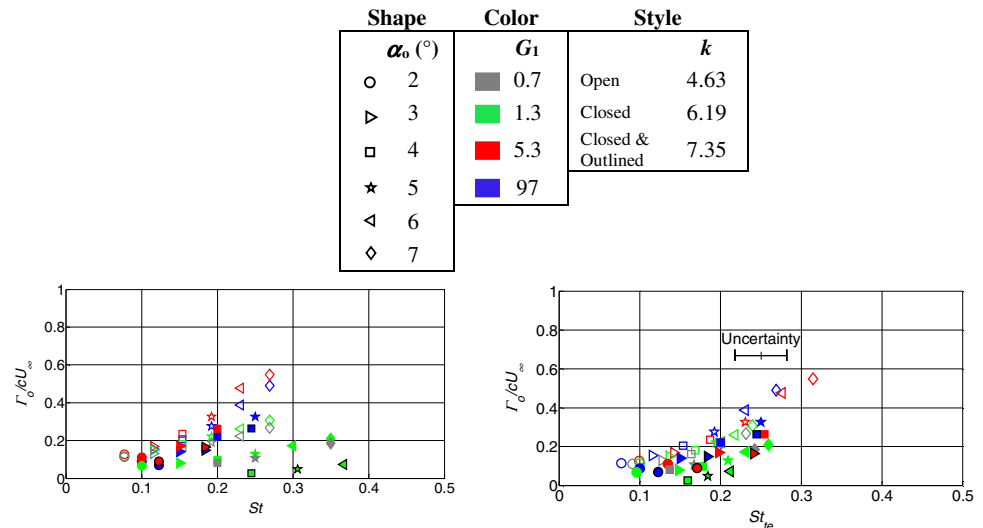 Shape Color Style
αo (°) G1 k
2 0.7 Open 4.63
3 1.3 Closed 6.19
4 5.3 Closed & Outlined 7.35
5 97
6
7
1
0.8
0.6
0.4
0.2
0
0 0.1 0.2 0.3 0.4 0.5
Γo/cU∞
St
1
0.8
0.6
0.4
0.2
0
0 0.1 0.2 0.3 0.4 0.5
Γo/cU∞
Uncertainty
Stte